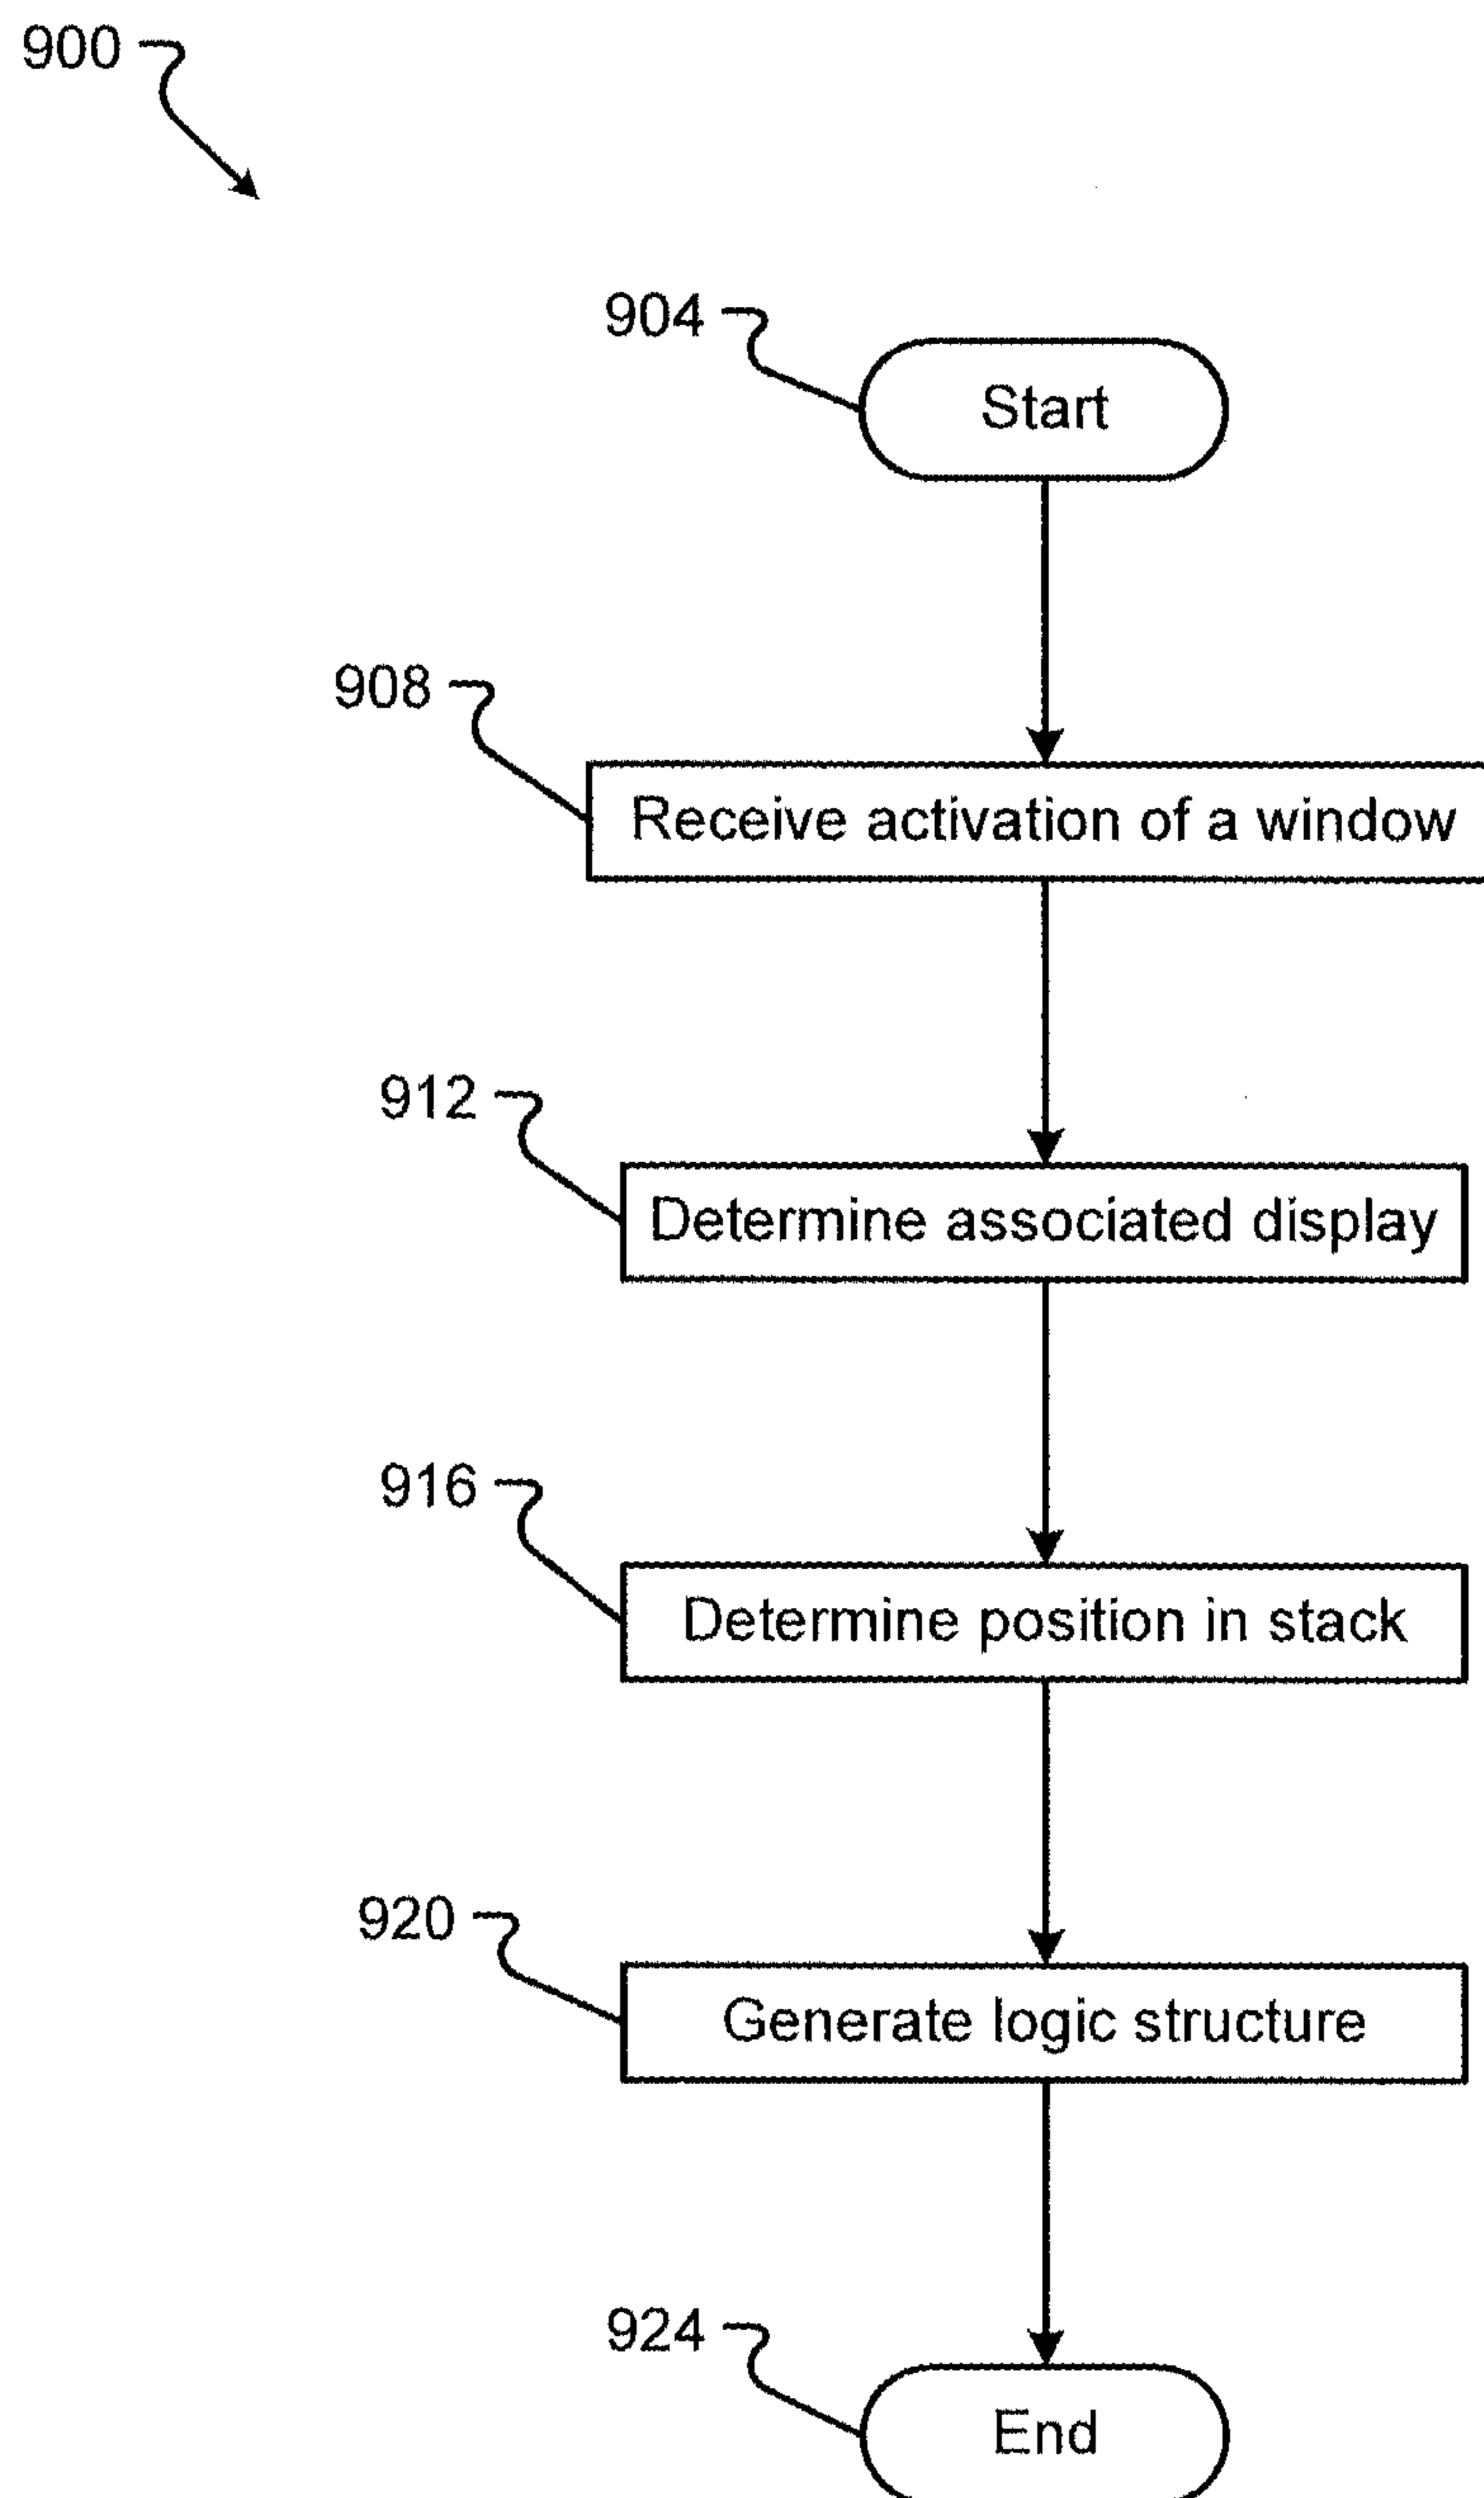 900
904
Start
908
Receive activation of a window
912
Determine associated display
916
Determine position in stack
920
Generate logic structure
924
End